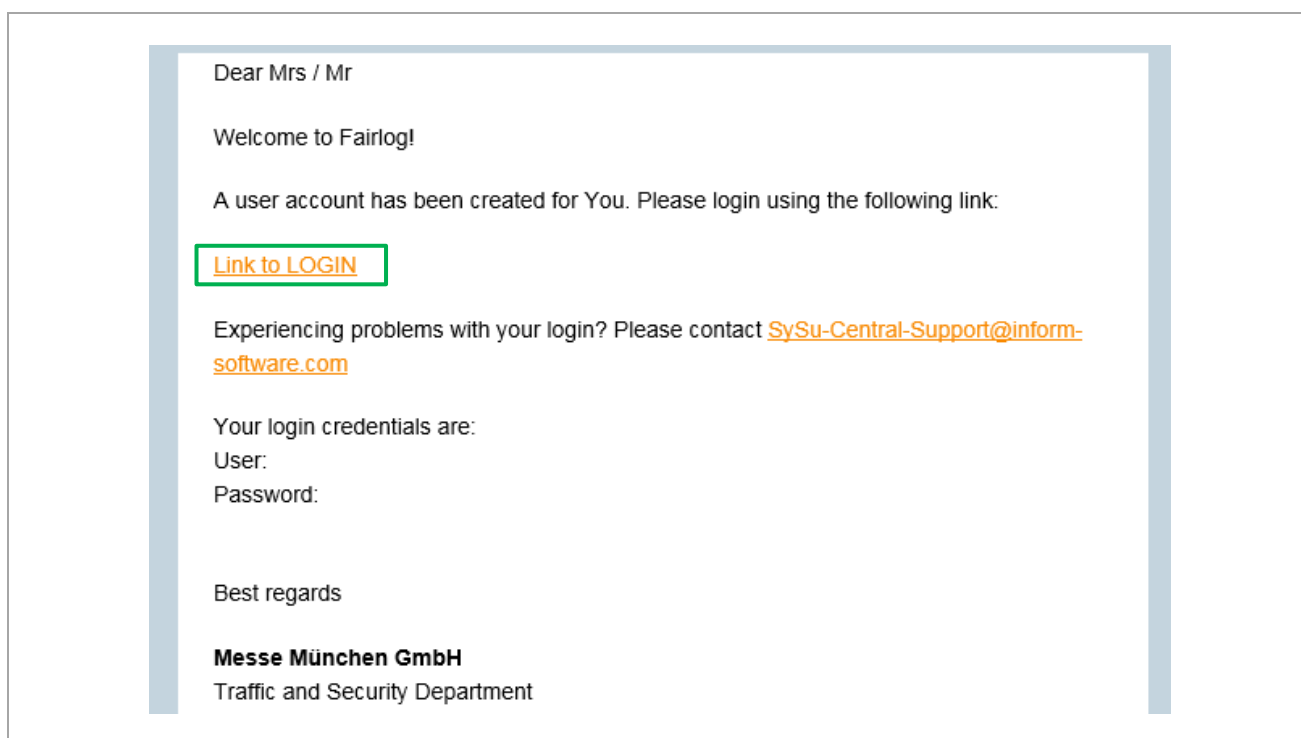 Dear Mrs / Mr
Welcome to Fairlog!
A user account has been created for You. Please login using the following link:
Link to LOGIN
Experiencing problems with your login? Please contact SySu-Central-Support@inform-
software.com
Your login credentials are:
User:
Password:
Best regards
Messe München GmbH
Traffic and Security Department